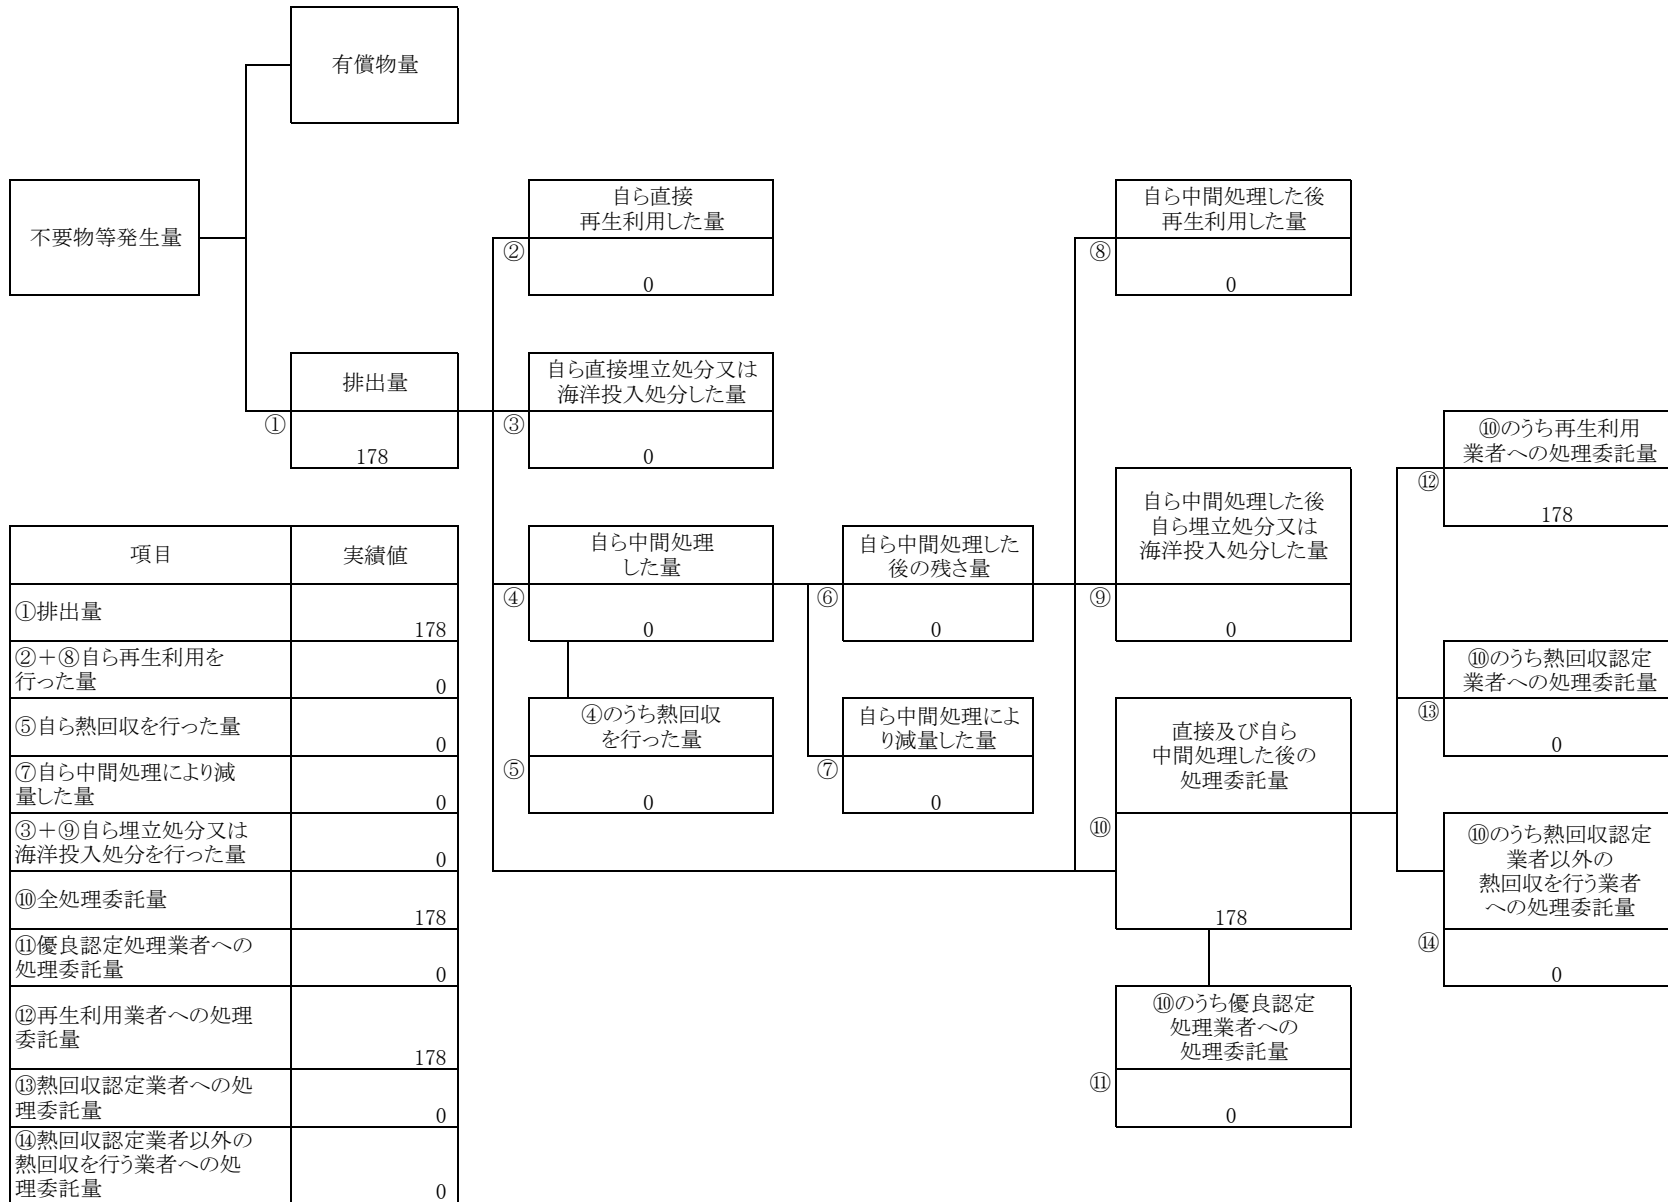 有償物量
不要物等発生量
自ら直接
再生利用した量
②
0
自ら中間処理した後
再生利用した量
⑧
0
排出量
①
178
自ら直接埋立処分又は
海洋投入処分した量
③
0
⑩のうち再生利用
業者への処理委託量
⑫
178
自ら中間処理
した量
④
0
自ら中間処理した
後の残さ量
⑥
0
自ら中間処理した後
自ら埋立処分又は
海洋投入処分した量
⑨
0
⑩のうち熱回収認定
業者への処理委託量
⑬
0
④のうち熱回収
を行った量
⑤
0
自ら中間処理によ
り減量した量
⑦
0
直接及び自ら
中間処理した後の
処理委託量
⑩
178
⑩のうち熱回収認定
業者以外の
熱回収を行う業者
への処理委託量
⑭
0
⑩のうち優良認定
処理業者への
処理委託量
⑪
0
項目 実績値
①排出量
178
②+⑧自ら再生利用を
行った量 0
⑤自ら熱回収を行った量
0
⑦自ら中間処理により減
量した量 0
③+⑨自ら埋立処分又は
海洋投入処分を行った量 0
⑩全処理委託量
178
⑪優良認定処理業者への
処理委託量 0
⑫再生利用業者への処理
委託量
178
⑬熱回収認定業者への処
理委託量 0
⑭熱回収認定業者以外の
熱回収を行う業者への処
理委託量 0